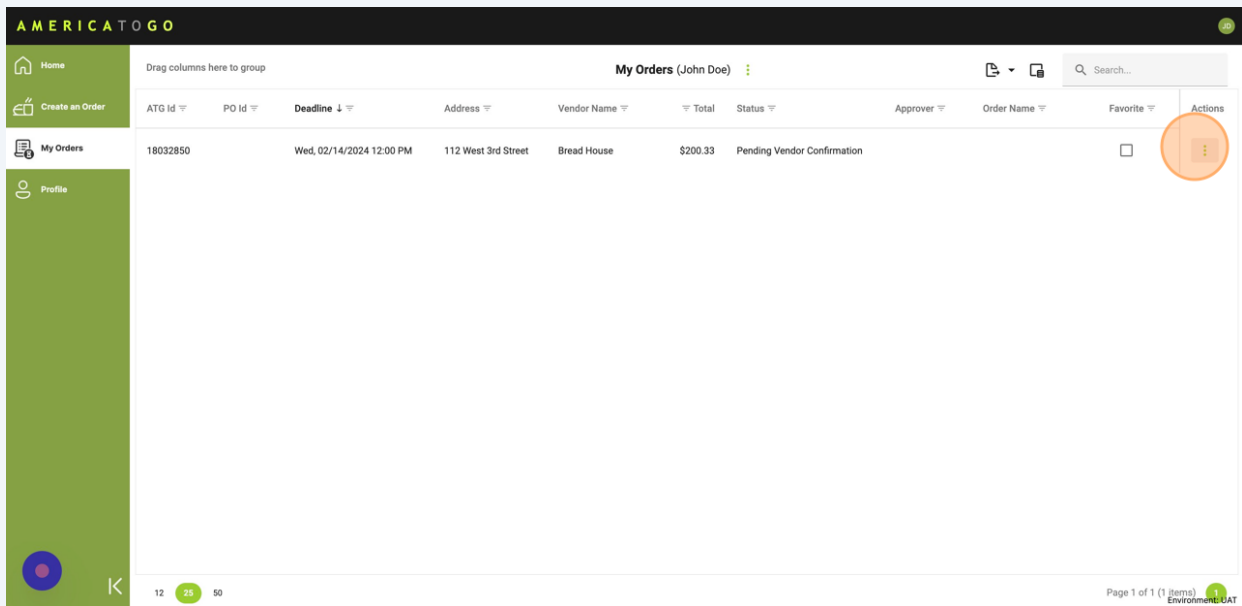 AMERICATOGO
JD
Home
Create an Order
My Orders
Profile
Drag columns here to group
My Orders (John Doe)
Search...
ATG Id PO Id Deadline Address Vendor Name Total Status Approver Order Name Favorite Actions
18032850 Wed, 02/14/2024 12:00 PM 112 West 3rd Street Bread House $200.33 Pending Vendor Confirmation
12 25 50
Page 1 of 1 (1 items) 1
Environment: UAT